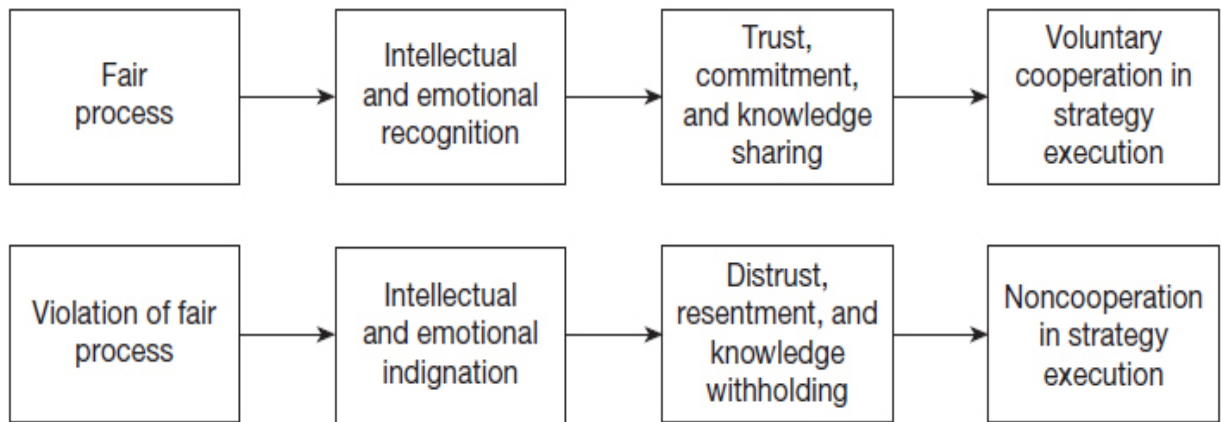 Fair
process
Intellectual
and emotional
recognition
Trust,
commitment,
and knowledge
sharing
Voluntary
cooperation in
strategy
execution
Violation of fair
process
Intellectual
and emotional
indignation
Distrust,
resentment, and
knowledge
withholding
Noncooperation
in strategy
execution